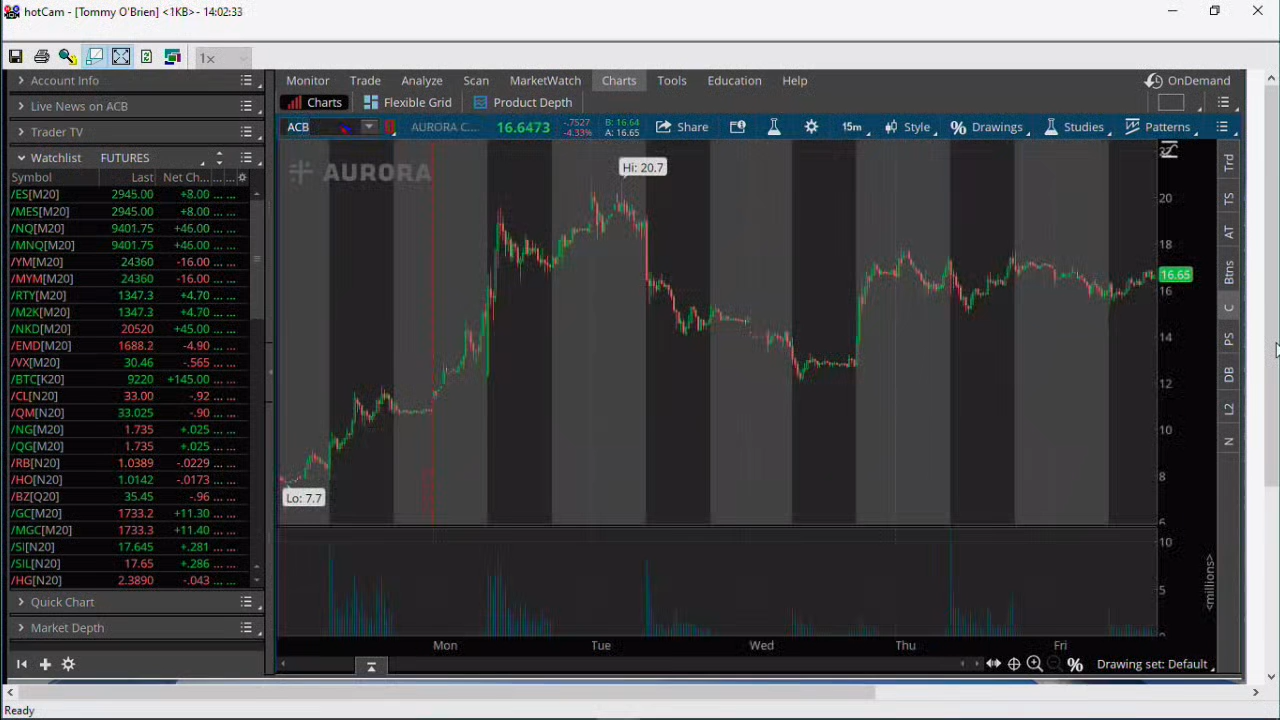 hotCam - [Tommy O'Brien] <1KB> - 14:02:33
1x
Account Info
Live News on ACB
Trader TV
Watchlist FUTURES
Symbol Last Net Ch...
/ES[M20] 2945.00 +8.00 ... ...
/MES[M20] 2945.00 +8.00 ... ...
/NQ[M20] 9401.75 +46.00 ... ...
/MNQ[M20] 9401.75 +46.00 ... ...
/YM[M20] 24360 -16.00 ... ...
/MYM[M20] 24360 -16.00 ... ...
/RTY[M20] 1347.3 +4.70 ... ...
/M2K[M20] 1347.3 +4.70 ... ...
/NKD[M20] 20520 +45.00 ... ...
/EMD[M20] 1688.2 -4.90 ... ...
/VX[M20] 30.46 -.565 ... ...
/BTC[K20] 9220 +145.00 ... ...
/CL[N20] 33.00 -.92 ... ...
/QM[N20] 33.025 -.90 ... ...
/NG[M20] 1.735 +.025 ... ...
/QG[M20] 1.735 +.025 ... ...
/RB[N20] 1.0389 -.0229 ... ...
/HO[N20] 1.0142 -.0173 ... ...
/BZ[Q20] 35.45 -.96 ... ...
/GC[M20] 1733.2 +11.30 ... ...
/MGC[M20] 1733.3 +11.40 ... ...
/SI[N20] 17.645 +.281 ... ...
/SIL[N20] 17.65 +.286 ... ...
/HG[N20] 2.3890 -.043 ... ...
Quick Chart
Market Depth
Monitor Trade Analyze Scan MarketWatch Charts Tools Education Help OnDemand
Charts Flexible Grid Product Depth
ACB AURORA C... 16.6473 -.7527 -4.33% B: 16.64 A: 16.65 Share 15m Style Drawings Studies Patterns
AURORA
Hi: 20.7
Lo: 7.7
20
18
16.65
16
14
12
10
8
6
10
5
0
<millions>
Mon Tue Wed Thu Fri
Drawing set: Default
Trd
TS
AT
Btns
C
PS
DB
L2
N
Ready